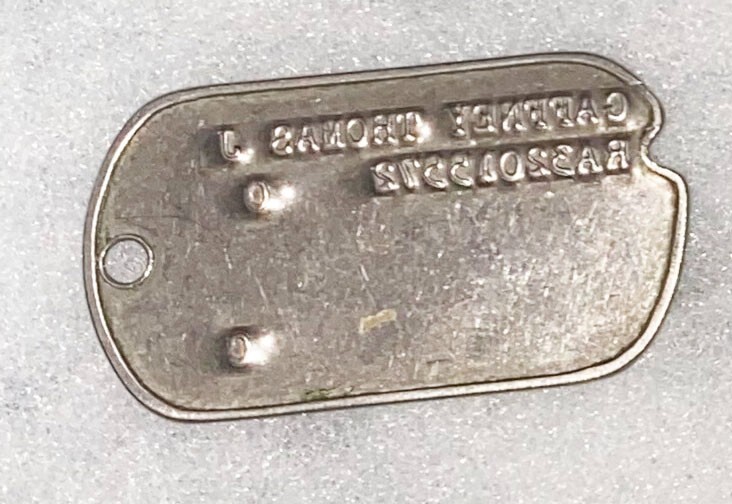 GAFFNEY THOMAS J
RA32015572
O